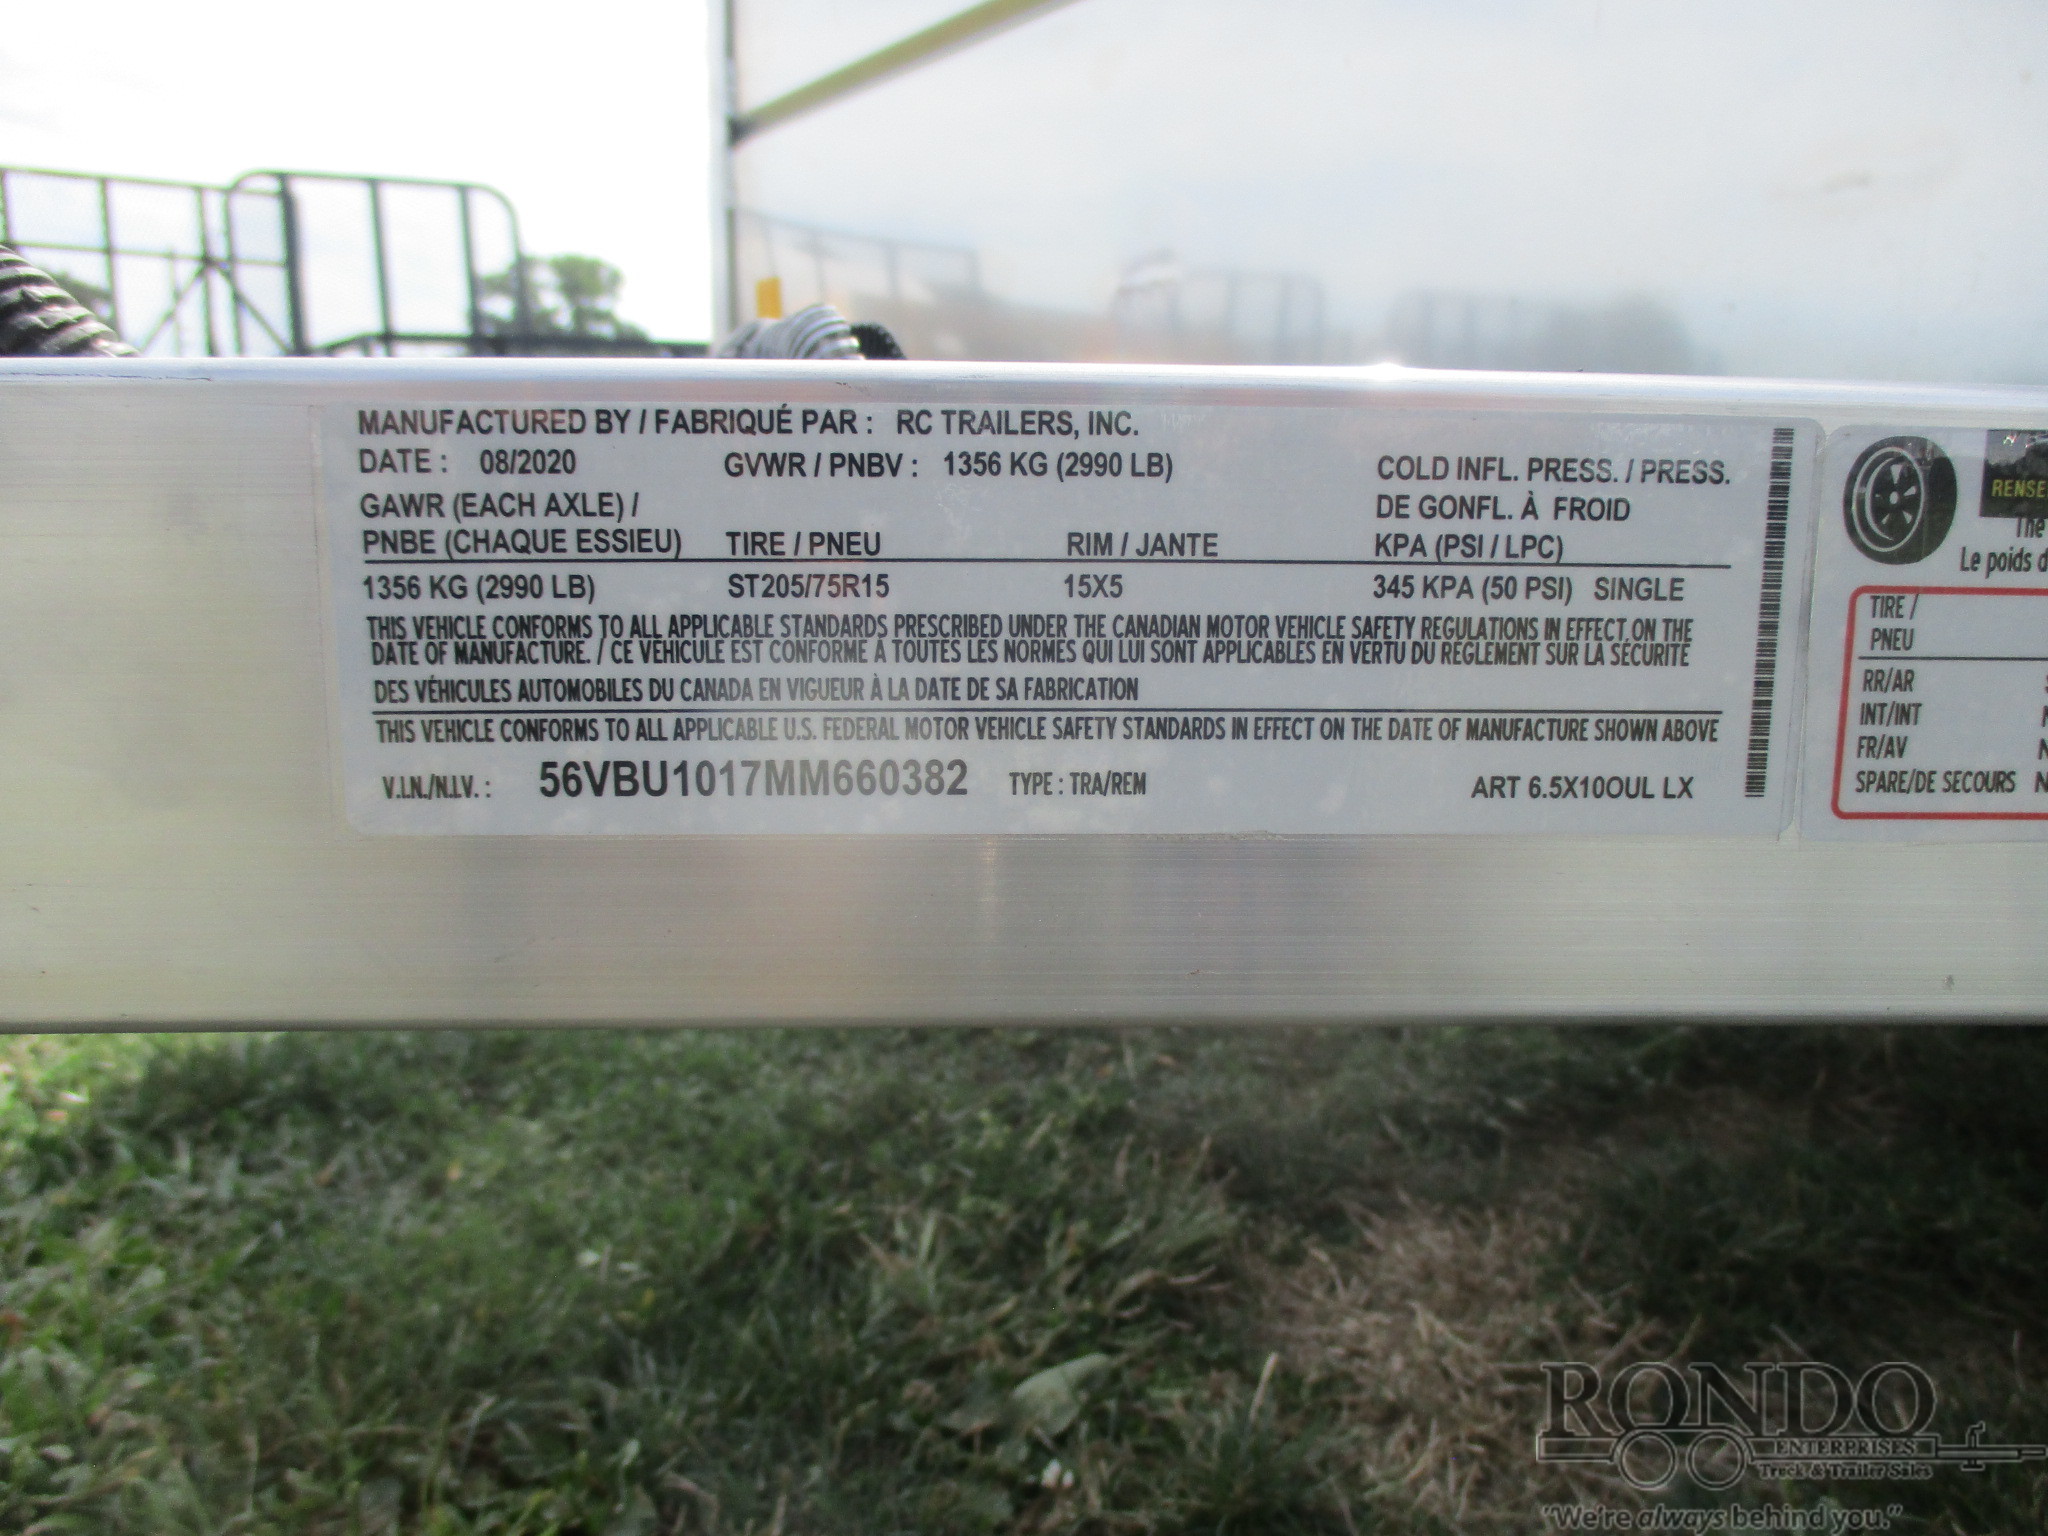 MANUFACTURED BY / FABRIQUÉ PAR : RC TRAILERS, INC.
DATE : 08/2020 GVWR / PNBV : 1356 KG (2990 LB) COLD INFL. PRESS. / PRESS.
GAWR (EACH AXLE) / DE GONFL. À FROID
PNBE (CHAQUE ESSIEU) TIRE / PNEU RIM / JANTE KPA (PSI / LPC)
1356 KG (2990 LB) ST205/75R15 15X5 345 KPA (50 PSI) SINGLE
THIS VEHICLE CONFORMS TO ALL APPLICABLE STANDARDS PRESCRIBED UNDER THE CANADIAN MOTOR VEHICLE SAFETY REGULATIONS IN EFFECT ON THE
DATE OF MANUFACTURE. / CE VÉHICULE EST CONFORME À TOUTES LES NORMES QUI LUI SONT APPLICABLES EN VERTU DU RÈGLEMENT SUR LA SÉCURITÉ
DES VÉHICULES AUTOMOBILES DU CANADA EN VIGUEUR À LA DATE DE SA FABRICATION
THIS VEHICLE CONFORMS TO ALL APPLICABLE U.S. FEDERAL MOTOR VEHICLE SAFETY STANDARDS IN EFFECT ON THE DATE OF MANUFACTURE SHOWN ABOVE
V.I.N./N.I.V. : 56VBU1017MM660382 TYPE : TRA/REM ART 6.5X10OUL LX
RENSE
The
Le poids d
TIRE /
PNEU
RR/AR
INT/INT
FR/AV
SPARE/DE SECOURS
RONDO
ENTERPRISES
Truck & Trailer Sales
"We're always behind you."